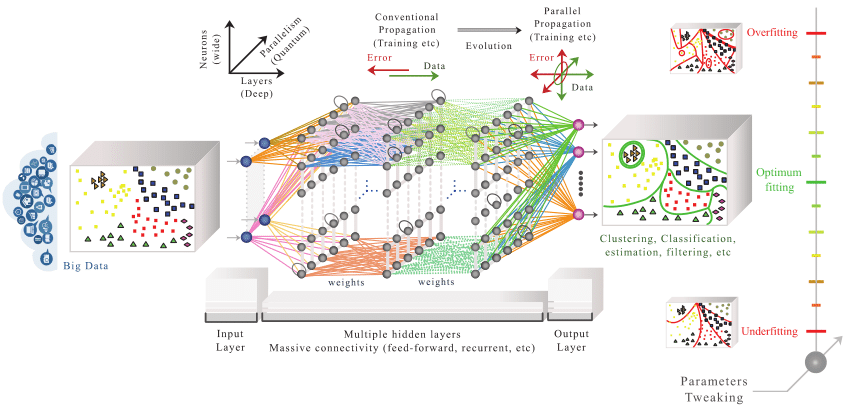 Neurons
(wide)
Parallelism
(Quantum)
Layers
(Deep)
Conventional
Propagation
(Training etc)
Error
Data
Evolution
Parallel
Propagation
(Training etc)
Error
Data
Overfitting
Optimum
fitting
Underfitting
Big Data
Clustering, Classification,
estimation, filtering, etc
weights
weights
Input
Layer
Multiple hidden layers
Massive connectivity (feed-forward, recurrent, etc)
Output
Layer
Parameters
Tweaking